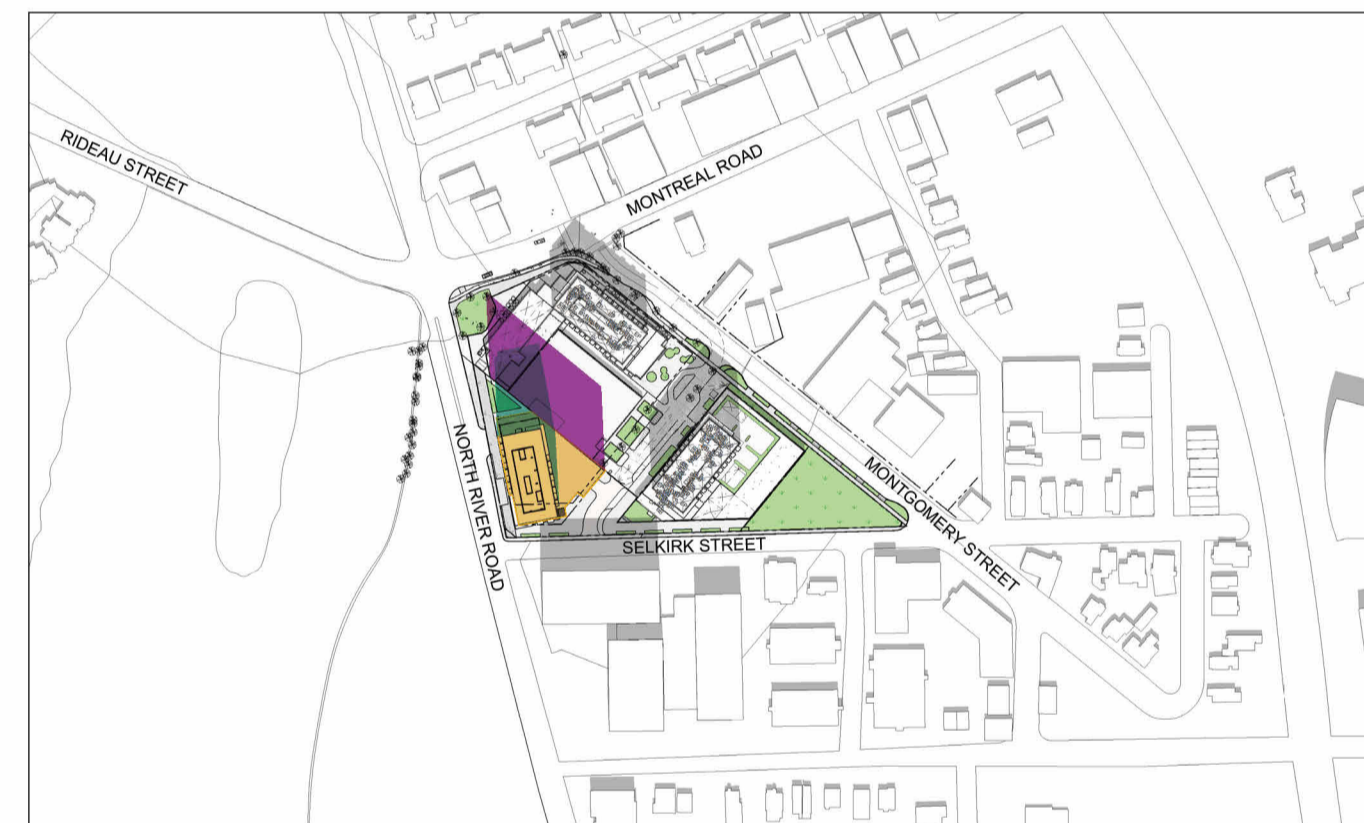 RIDEAU STREET
MONTREAL ROAD
NORTH RIVER ROAD
MONTGOMERY STREET
SELKIRK STREET